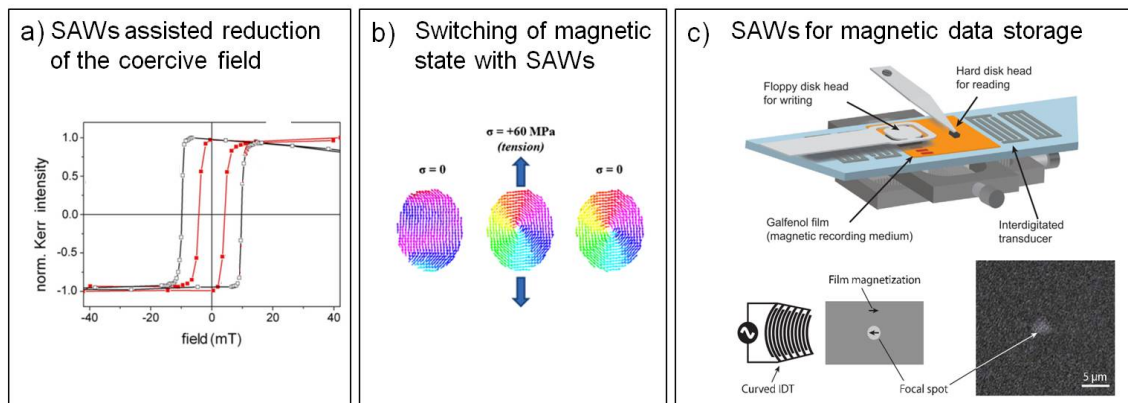 a) SAWs assisted reduction
of the coercive field
norm. Kerr intensity
1.0
0.5
0.0
-0.5
-1.0
-40
-20
0
20
40
field (mT)
b) Switching of magnetic
state with SAWs
σ = +60 MPa
(tension)
σ = 0
σ = 0
c) SAWs for magnetic data storage
Floppy disk head
for writing
Hard disk head
for reading
Galfenol film
(magnetic recording medium)
Interdigitated
transducer
Film magnetization
Curved IDT
Focal spot
5 µm